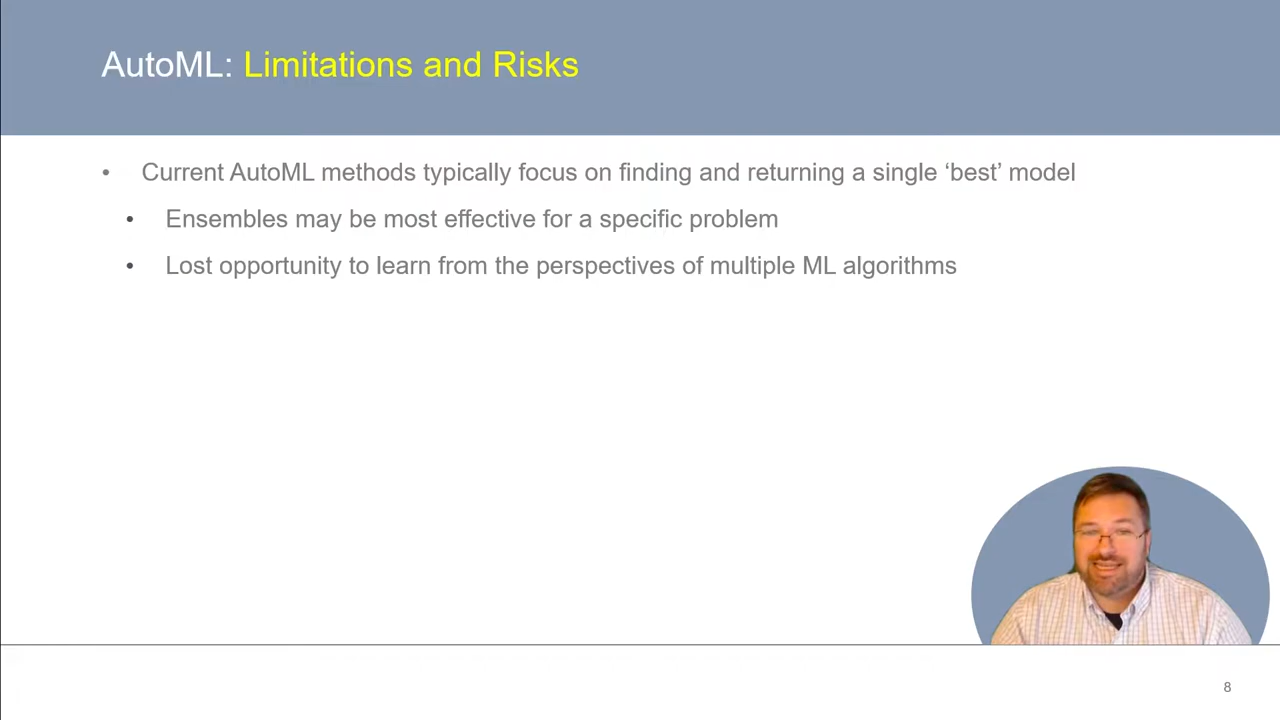 AutoML: Limitations and Risks
• Current AutoML methods typically focus on finding and returning a single ‘best’ model
• Ensembles may be most effective for a specific problem
• Lost opportunity to learn from the perspectives of multiple ML algorithms
8